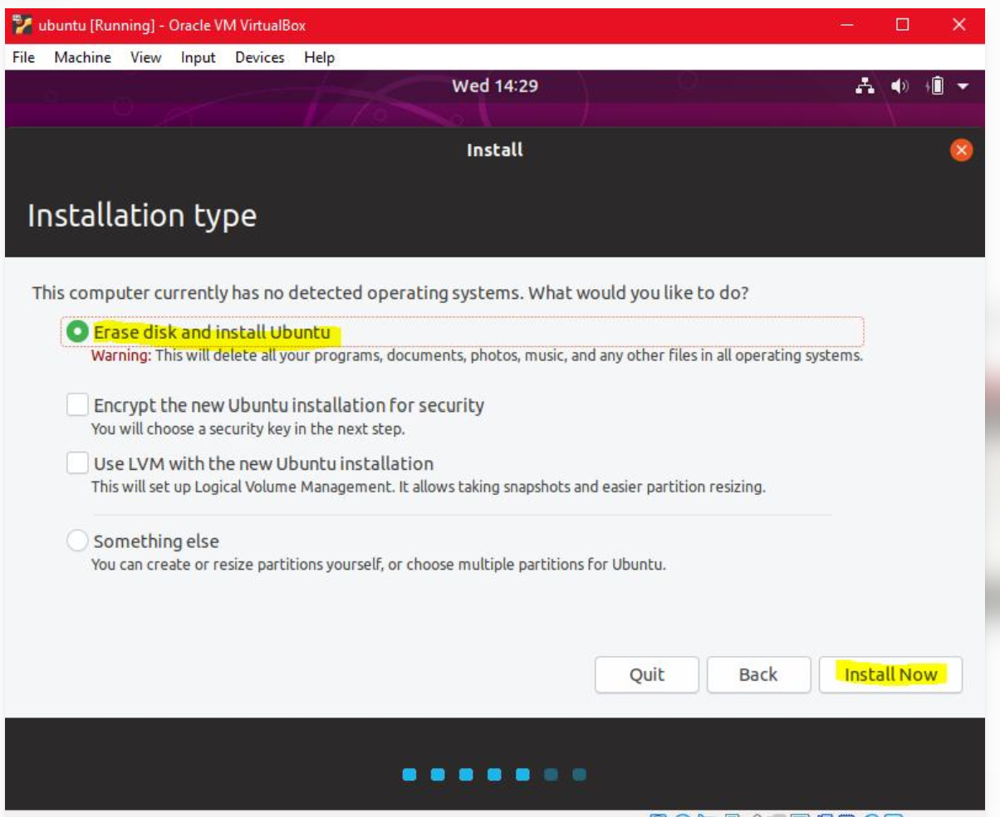 ubuntu [Running] - Oracle VM VirtualBox
File Machine View Input Devices Help
Wed 14:29
Install
Installation type
This computer currently has no detected operating systems. What would you like to do?
Erase disk and install Ubuntu
Warning: This will delete all your programs, documents, photos, music, and any other files in all operating systems.
Encrypt the new Ubuntu installation for security
You will choose a security key in the next step.
Use LVM with the new Ubuntu installation
This will set up Logical Volume Management. It allows taking snapshots and easier partition resizing.
Something else
You can create or resize partitions yourself, or choose multiple partitions for Ubuntu.
Quit Back Install Now